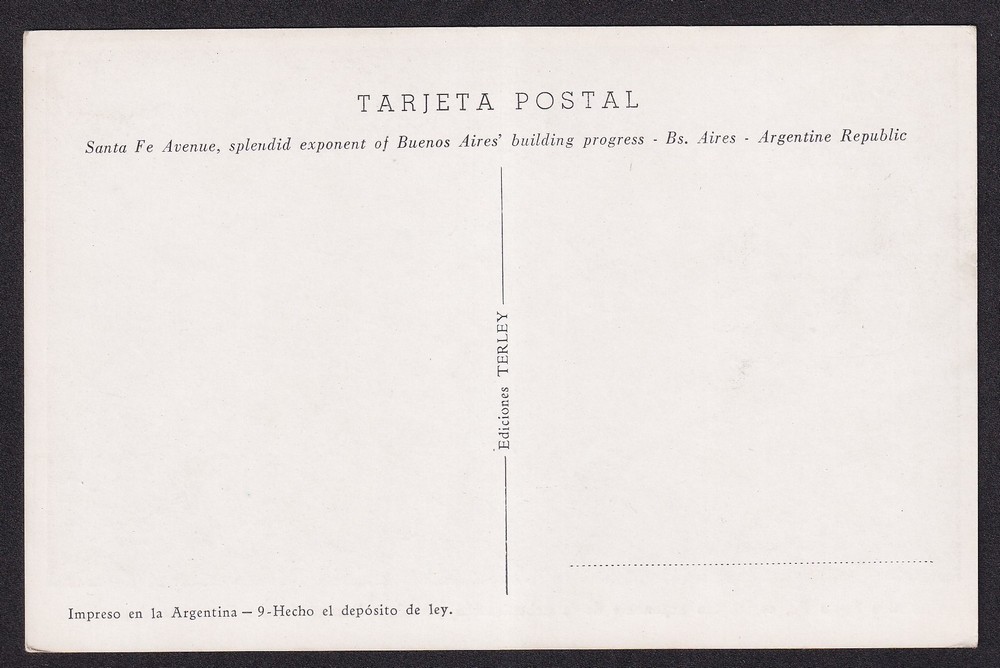 TARJETA POSTAL
Santa Fe Avenue, splendid exponent of Buenos Aires' building progress - Bs. Aires - Argentine Republic
Ediciones TERLEY
Impreso en la Argentina — 9-Hecho el depósito de ley.